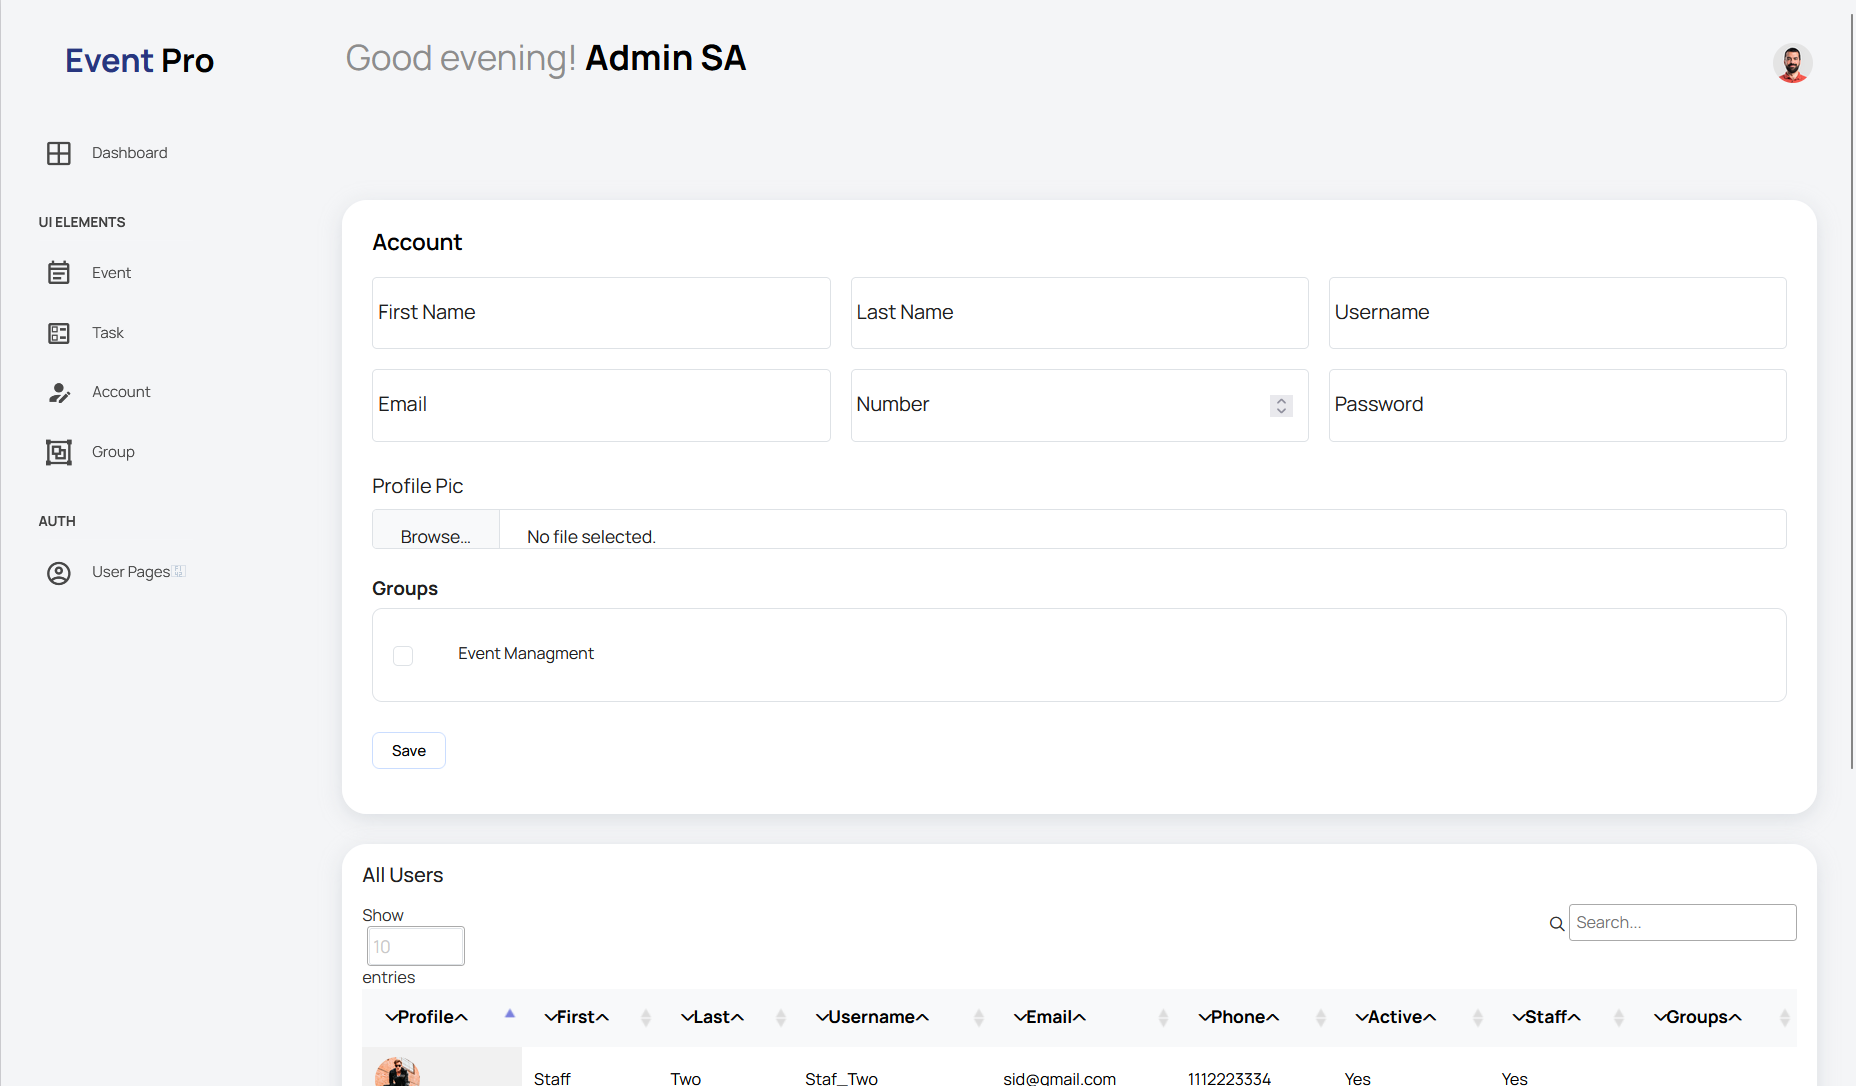 Event Pro
Good evening! Admin SA
Dashboard
UI ELEMENTS
Event
Task
Account
Group
AUTH
User Pages
Account
First Name
Last Name
Username
Email
Number
Password
Profile Pic
Browse...
No file selected.
Groups
Event Managment
Save
All Users
Show
10
entries
Search...
Profile First Last Username Email Phone Active Staff Groups
Staff Two Staf_Two sid@gmail.com 1112223334 Yes Yes